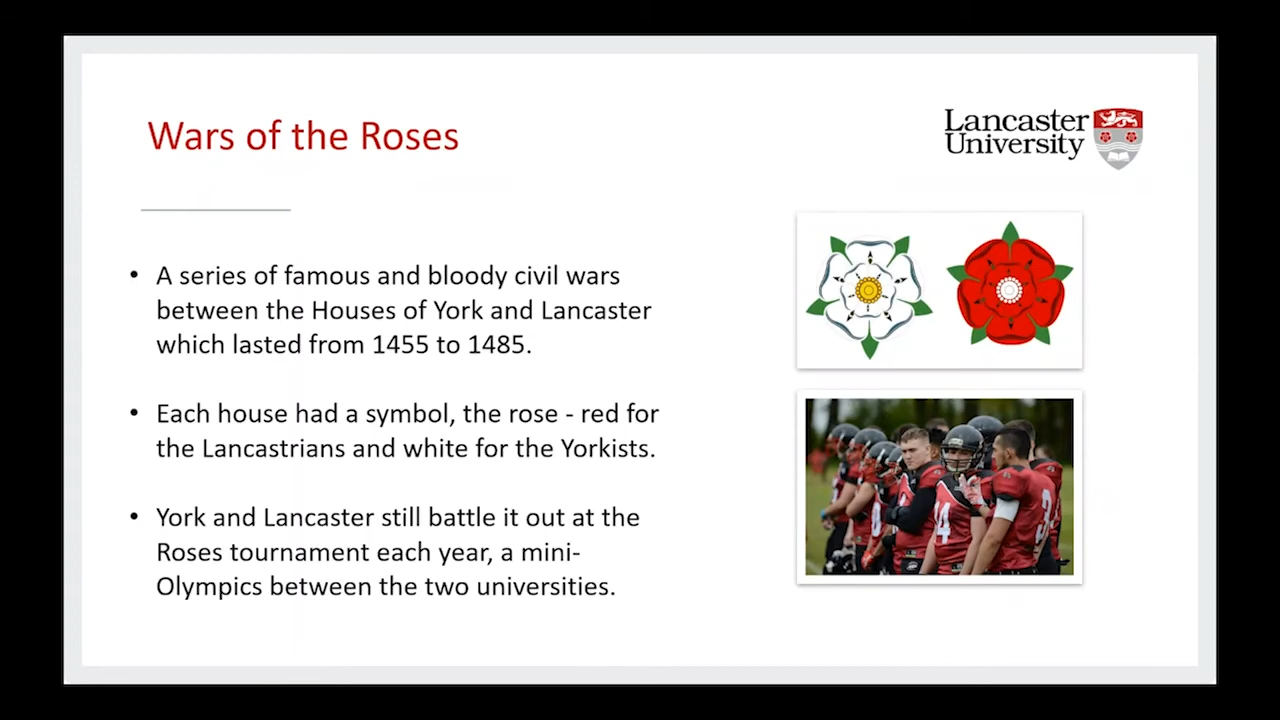 Wars of the Roses
Lancaster
University
• A series of famous and bloody civil wars
between the Houses of York and Lancaster
which lasted from 1455 to 1485.
• Each house had a symbol, the rose - red for
the Lancastrians and white for the Yorkists.
• York and Lancaster still battle it out at the
Roses tournament each year, a mini-
Olympics between the two universities.